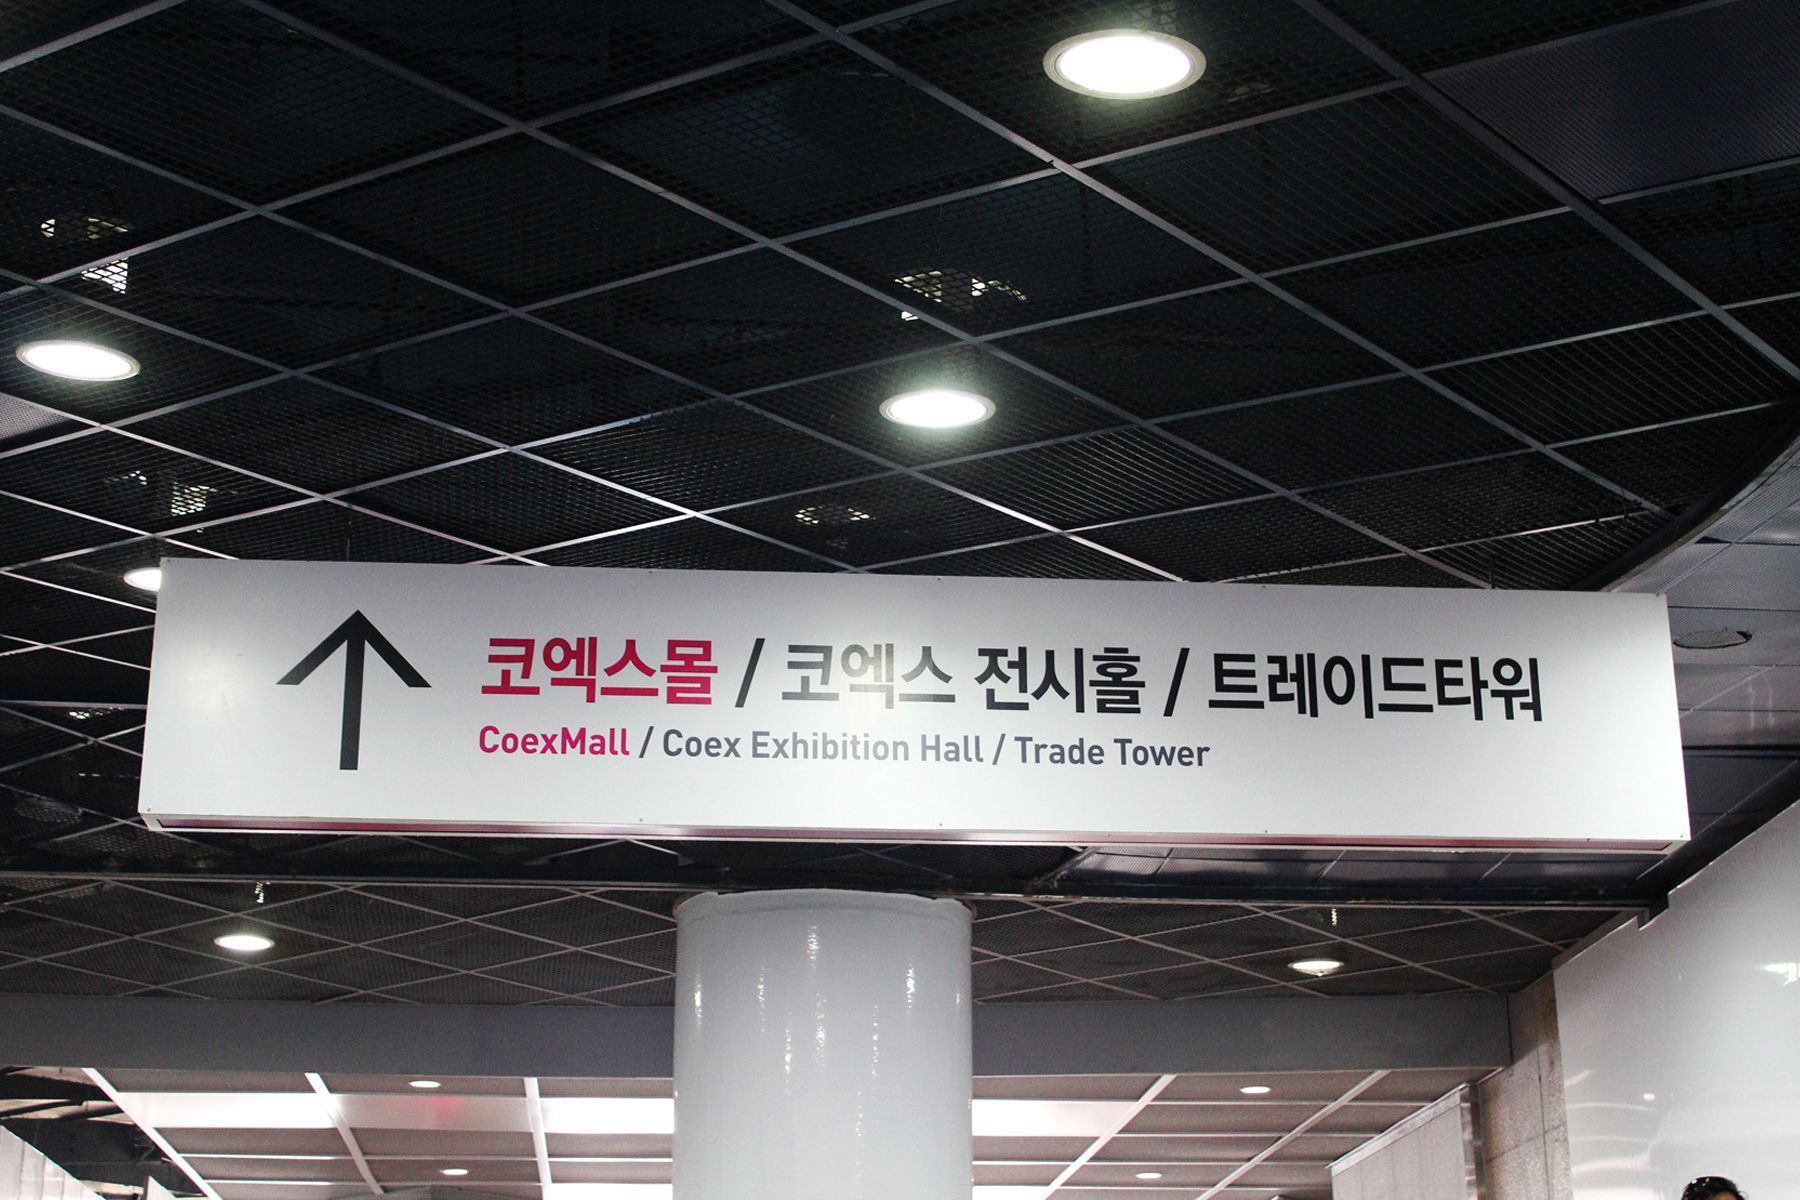 코엑스몰 / 코엑스 전시홀 / 트레이드타워
CoexMall / Coex Exhibition Hall / Trade Tower